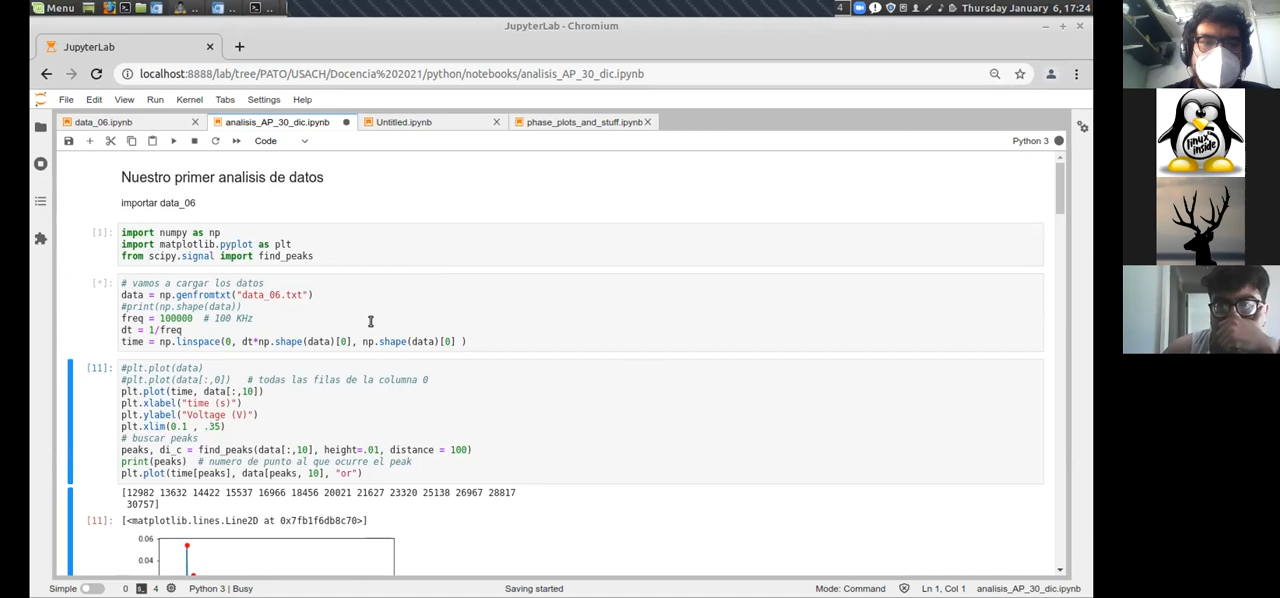 Menu
4
Thursday January 6, 17:24
JupyterLab - Chromium
JupyterLab
localhost:8888/lab/tree/PATO/USACH/Docencia%202021/python/notebooks/analisis_AP_30_dic.ipynb
File Edit View Run Kernel Tabs Settings Help
data_06.ipynb analisis_AP_30_dic.ipynb Untitled.ipynb phase_plots_and_stuff.ipynb
Code Python 3
Nuestro primer analisis de datos
importar data_06
[1]: import numpy as np
import matplotlib.pyplot as plt
from scipy.signal import find_peaks
[*]: # vamos a cargar los datos
data = np.genfromtxt("data_06.txt")
#print(np.shape(data))
freq = 100000 # 100 KHz
dt = 1/freq
time = np.linspace(0, dt*np.shape(data)[0], np.shape(data)[0] )
[11]: #plt.plot(data)
#plt.plot(data[:,0]) # todas las filas de la columna 0
plt.plot(time, data[:,10])
plt.xlabel("time (s)")
plt.ylabel("Voltage (V)")
plt.xlim(0.1 , .35)
# buscar peaks
peaks, di_c = find_peaks(data[:,10], height=.01, distance = 100)
print(peaks) # numero de punto al que ocurre el peak
plt.plot(time[peaks], data[peaks, 10], "or")
[12982 13632 14422 15537 16966 18456 20021 21627 23320 25138 26967 28817
30757]
[11]: [<matplotlib.lines.Line2D at 0x7fb1f6db8c70>]
0.06
0.04
Simple 0 4 Python 3 | Busy Saving started Mode: Command Ln 1, Col 1 analisis_AP_30_dic.ipynb
linux inside